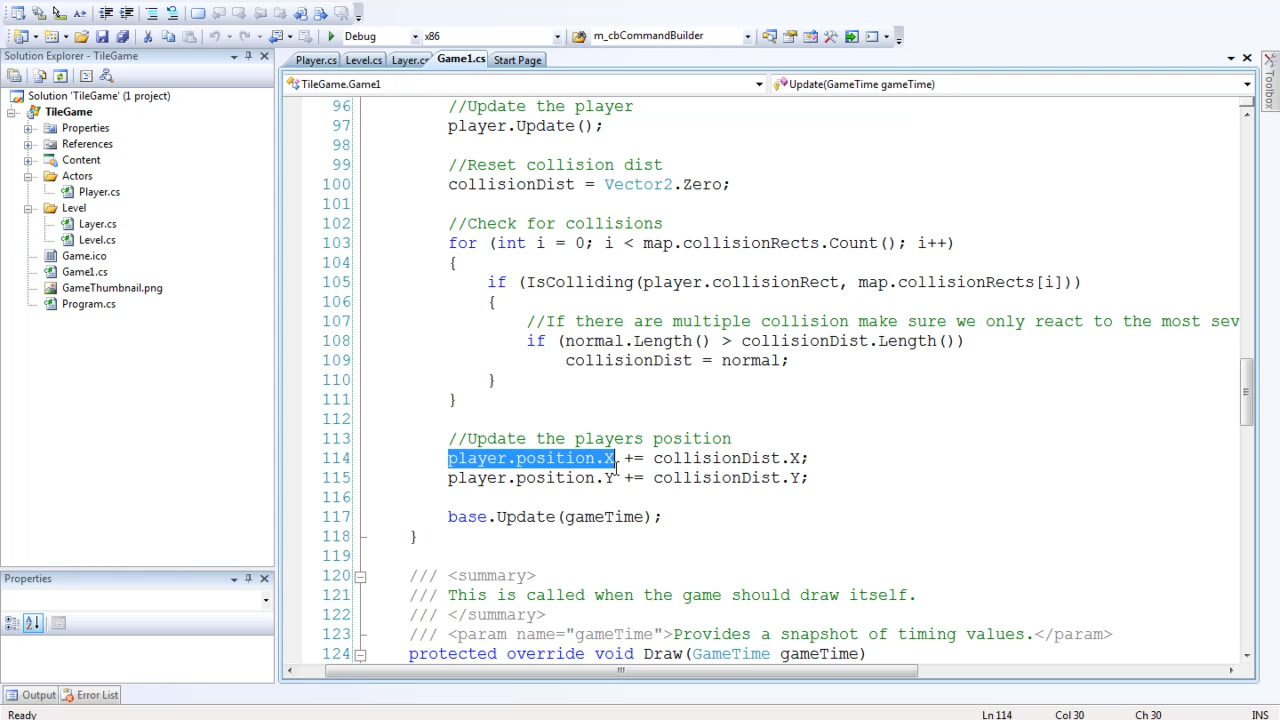 Debug
x86
m_cbCommandBuilder
Solution Explorer - TileGame
Player.cs
Level.cs
Layer.cs
Game1.cs
Start Page
TileGame.Game1
Update(GameTime gameTime)
Toolbox
Solution 'TileGame' (1 project)
TileGame
Properties
References
Content
Actors
Player.cs
Level
Layer.cs
Level.cs
Game.ico
Game1.cs
GameThumbnail.png
Program.cs
Properties
96 //Update the player
97 player.Update();
98
99 //Reset collision dist
100 collisionDist = Vector2.Zero;
101
102 //Check for collisions
103 for (int i = 0; i < map.collisionRects.Count(); i++)
104 {
105 if (IsColliding(player.collisionRect, map.collisionRects[i]))
106 {
107 //If there are multiple collision make sure we only react to the most sev
108 if (normal.Length() > collisionDist.Length())
109 collisionDist = normal;
110 }
111 }
112
113 //Update the players position
114 player.position.X += collisionDist.X;
115 player.position.Y += collisionDist.Y;
116
117 base.Update(gameTime);
118 }
119
120 /// <summary>
121 /// This is called when the game should draw itself.
122 /// </summary>
123 /// <param name="gameTime">Provides a snapshot of timing values.</param>
124 protected override void Draw(GameTime gameTime)
Output
Error List
Ready
Ln 114
Col 30
Ch 30
INS